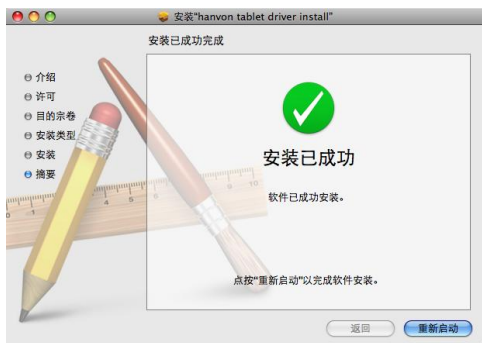 安装“hanvon tablet driver install”
安装已成功完成
介绍
许可
目的宗卷
安装类型
安装
摘要
安装已成功
软件已成功安装。
点按“重新启动”以完成软件安装。
返回
重新启动